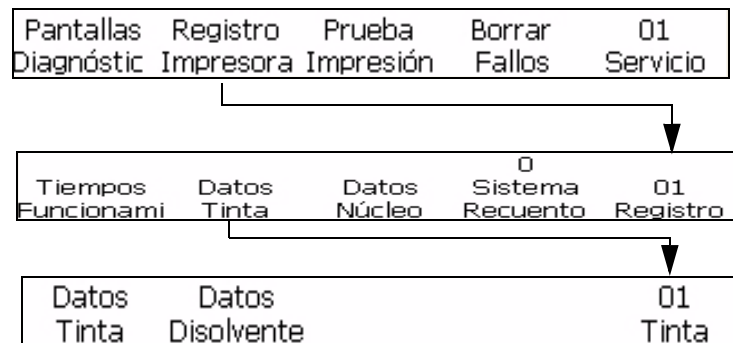 Pantallas Registro Prueba Borrar 01
Diagnóstic Impresora Impresión Fallos Servicio
0
Tiempos Datos Datos Sistema 01
Funcionami Tinta Núcleo Recuento Registro
Datos Datos 01
Tinta Disolvente Tinta